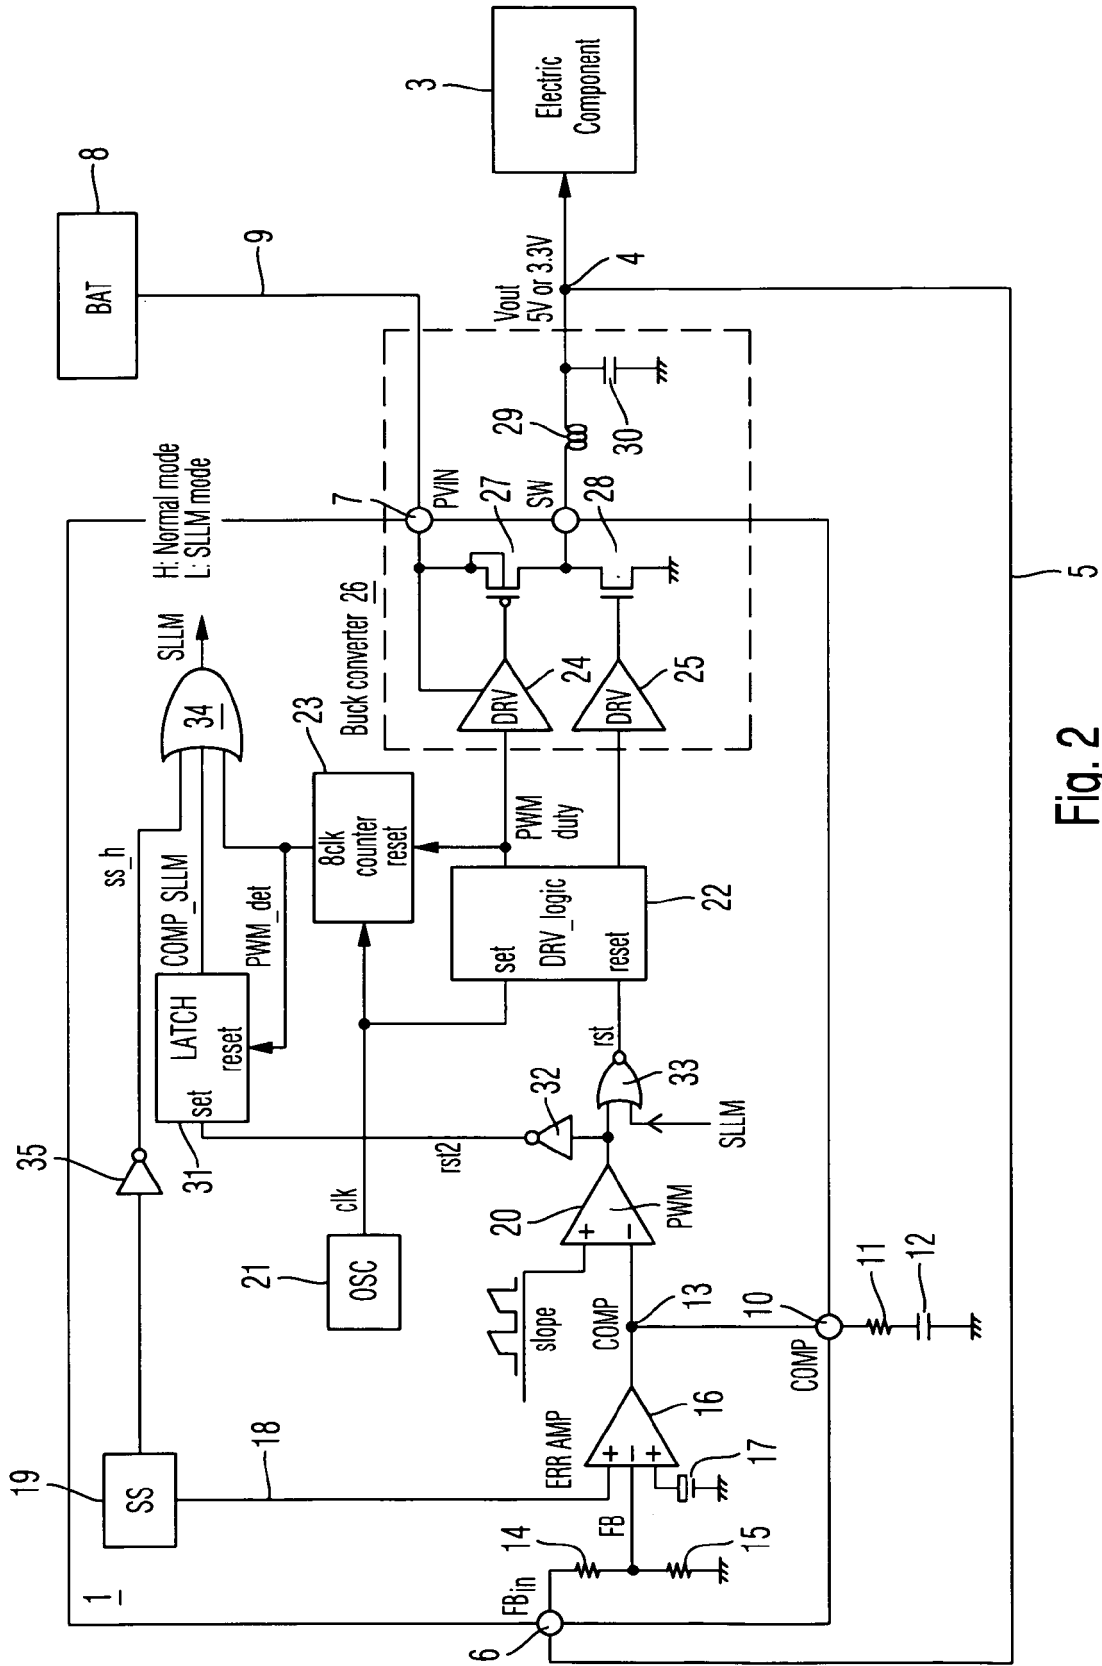 1
19
SS
18
35
31
LATCH
set
reset
COMP_SLLM
ss_h
PWM_det
34
SLLM
H: Normal mode
L: SLLM mode
BAT
8
9
21
OSC
clk
rst2
32
23
8clk
counter
reset
Buck converter 26
7
PVIN
27
SW
28
29
30
Vout
5V or 3.3V
4
3
Electric
Component
slope
20
+
−
PWM
33
SLLM
rst
set
DRV_logic
reset
22
PWM
duty
DRV
24
DRV
25
6
FBin
14
15
FB
ERR AMP
+
−
+
16
17
COMP
13
10
COMP
11
12
5
Fig. 2